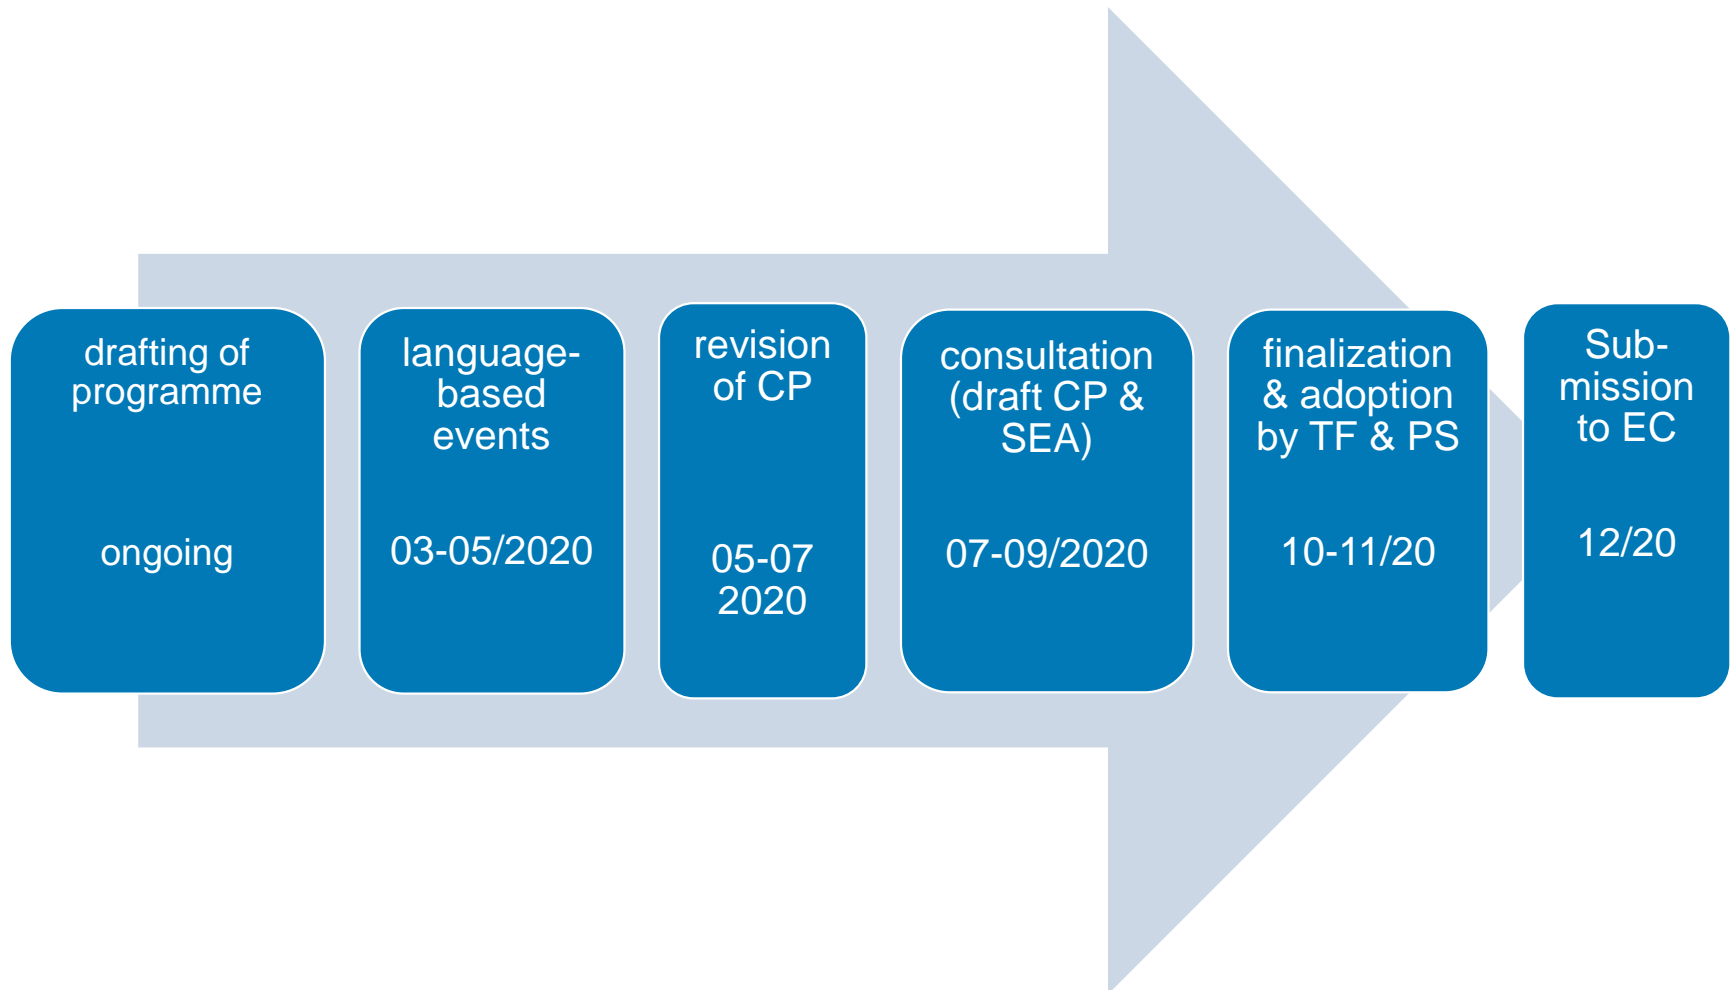 drafting of
programme
ongoing
language-
based
events
03-05/2020
revision
of CP
05-07
2020
consultation
(draft CP &
SEA)
07-09/2020
finalization
& adoption
by TF & PS
10-11/20
Sub-
mission
to EC
12/20